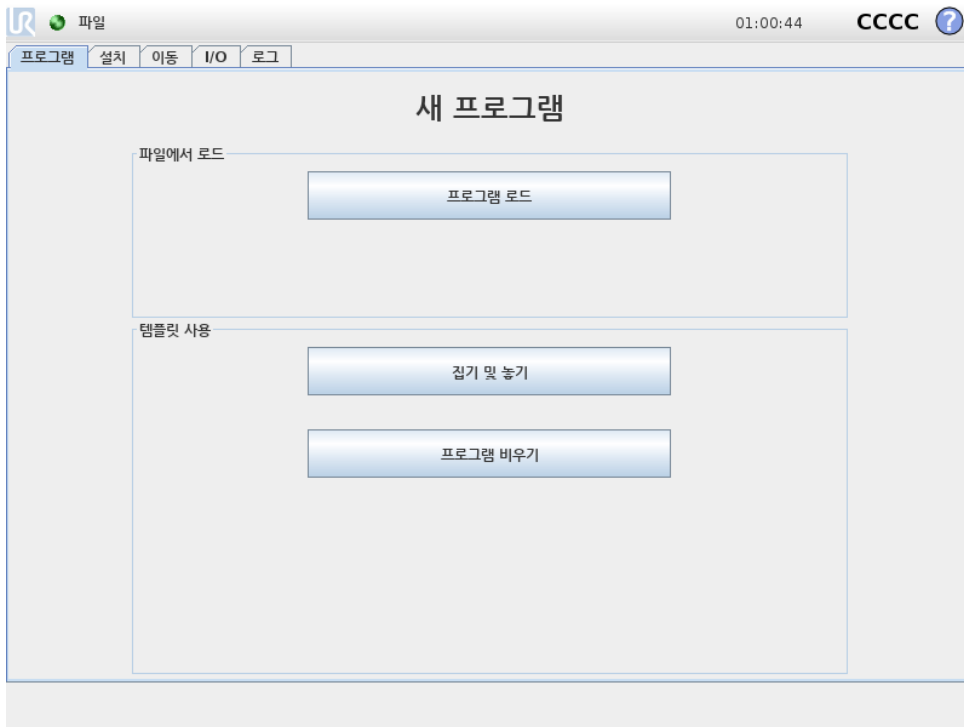 UR 파일 01:00:44 CCCC ?
프로그램 설치 이동 I/O 로그
새 프로그램
파일에서 로드
프로그램 로드
템플릿 사용
집기 및 놓기
프로그램 비우기